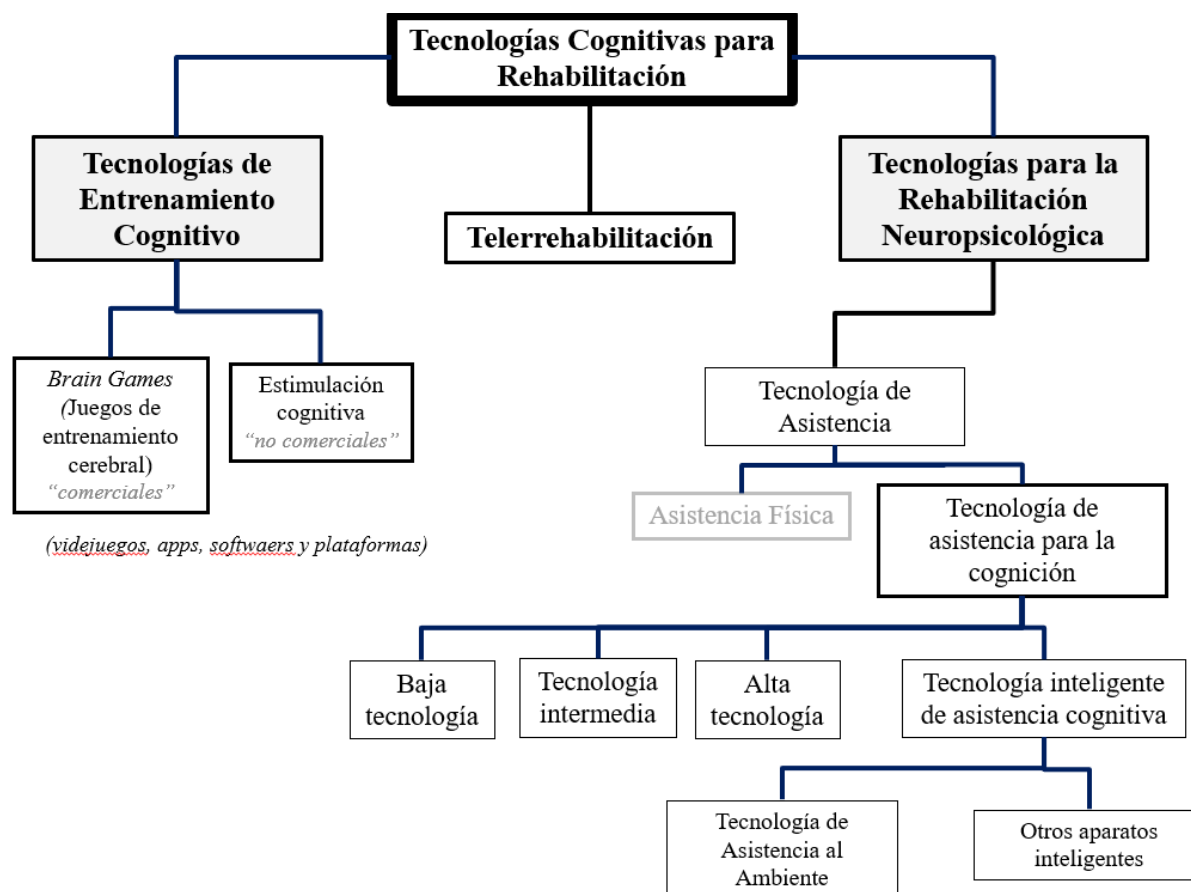 Tecnologías Cognitivas para
Rehabilitación
Tecnologías de
Entrenamiento
Cognitivo
Telerrehabilitación
Tecnologías para la
Rehabilitación
Neuropsicológica
Brain Games
(Juegos de
entrenamiento
cerebral)
“comerciales”
Estimulación
cognitiva
“no comerciales”
(videjuegos, apps, softwaers y plataformas)
Tecnología de
Asistencia
Asistencia Física
Tecnología de
asistencia para la
cognición
Baja
tecnología
Tecnología
intermedia
Alta
tecnología
Tecnología inteligente
de asistencia cognitiva
Tecnología de
Asistencia al
Ambiente
Otros aparatos
inteligentes